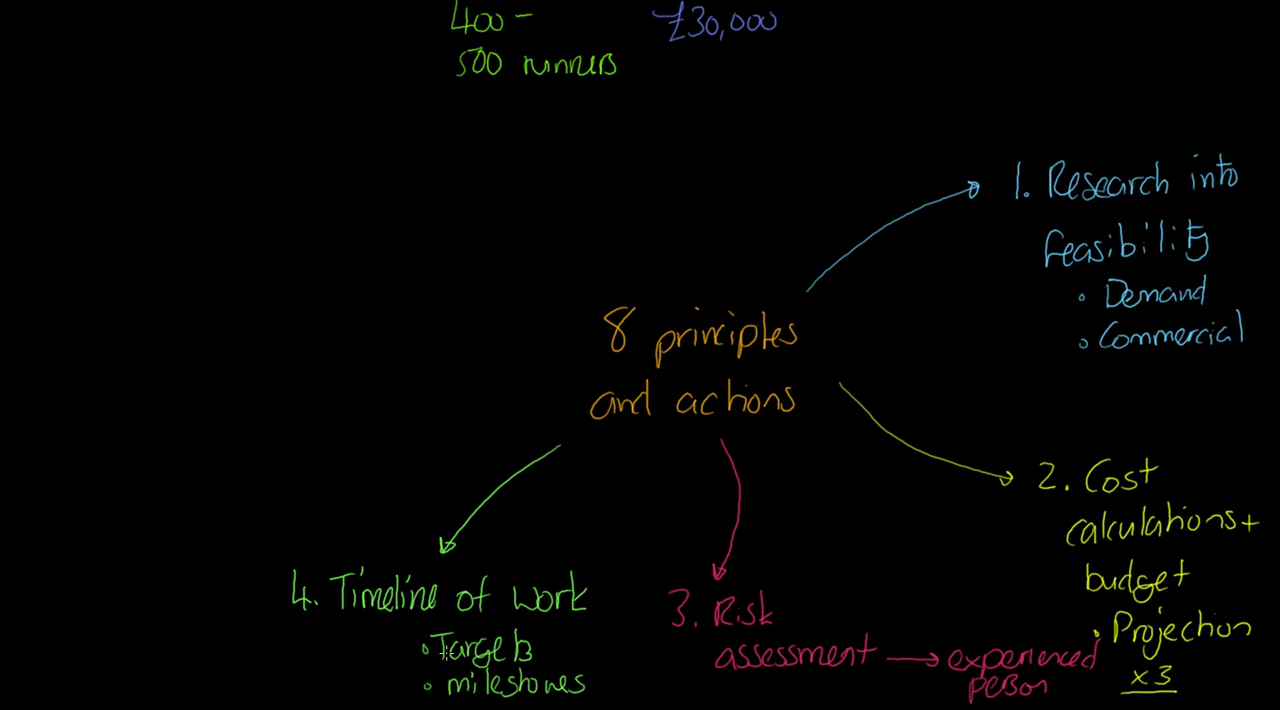 400 -
500 runners
£30,000
8 principles
and actions
1. Research into
feasibility
• Demand
• Commercial
2. Cost
calculations +
budget
• Projection
x3
3. Risk
assessment → experienced
person
4. Timeline of work
• Targets
• milestones